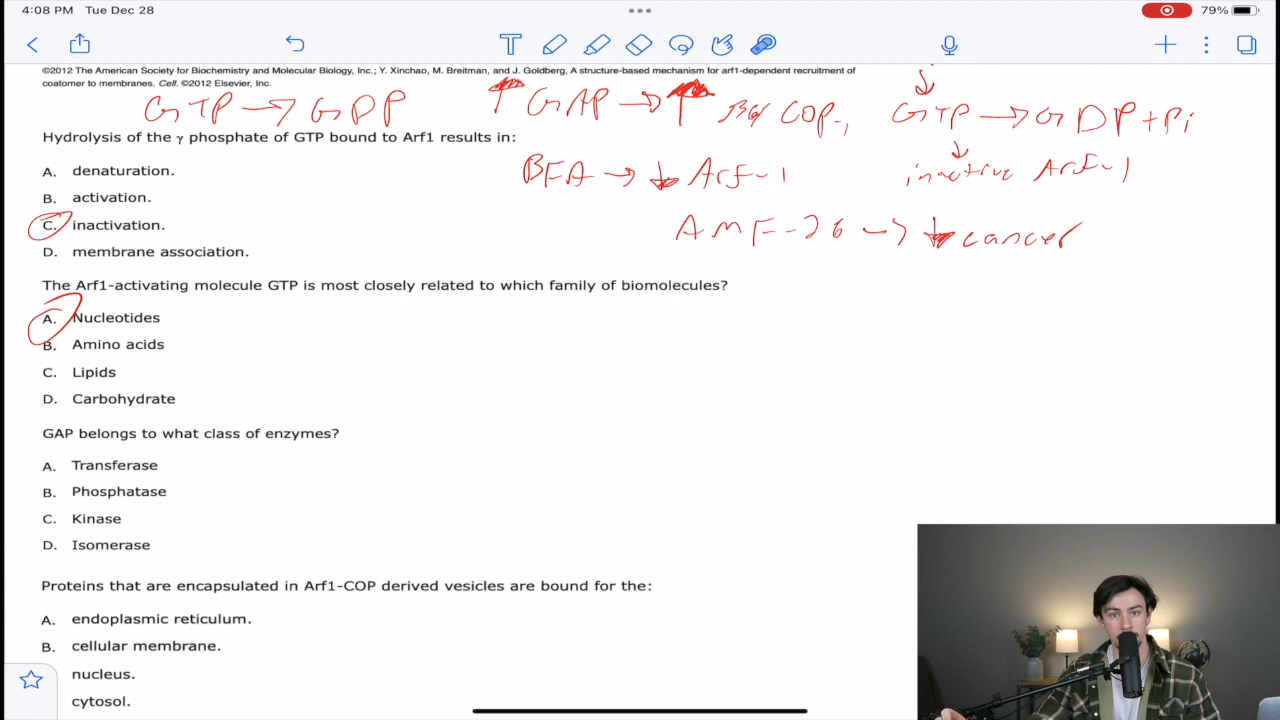 4:08 PM Tue Dec 28
79%
©2012 The American Society for Biochemistry and Molecular Biology, Inc.; Y. Xinchao, M. Breitman, and J. Goldberg, A structure-based mechanism for arf1-dependent recruitment of
coatomer to membranes. Cell. ©2012 Elsevier, Inc.
GTP → GDP
↑ GAP → ↑ COP-1
GTP → GDP + Pi
Hydrolysis of the γ phosphate of GTP bound to Arf1 results in:
BFA → ↓ Arf-1
inactive Arf-1
A. denaturation.
B. activation.
C. inactivation.
D. membrane association.
AMF-26 → ↓ cancer
The Arf1-activating molecule GTP is most closely related to which family of biomolecules?
A. Nucleotides
B. Amino acids
C. Lipids
D. Carbohydrate
GAP belongs to what class of enzymes?
A. Transferase
B. Phosphatase
C. Kinase
D. Isomerase
Proteins that are encapsulated in Arf1-COP derived vesicles are bound for the:
A. endoplasmic reticulum.
B. cellular membrane.
nucleus.
cytosol.